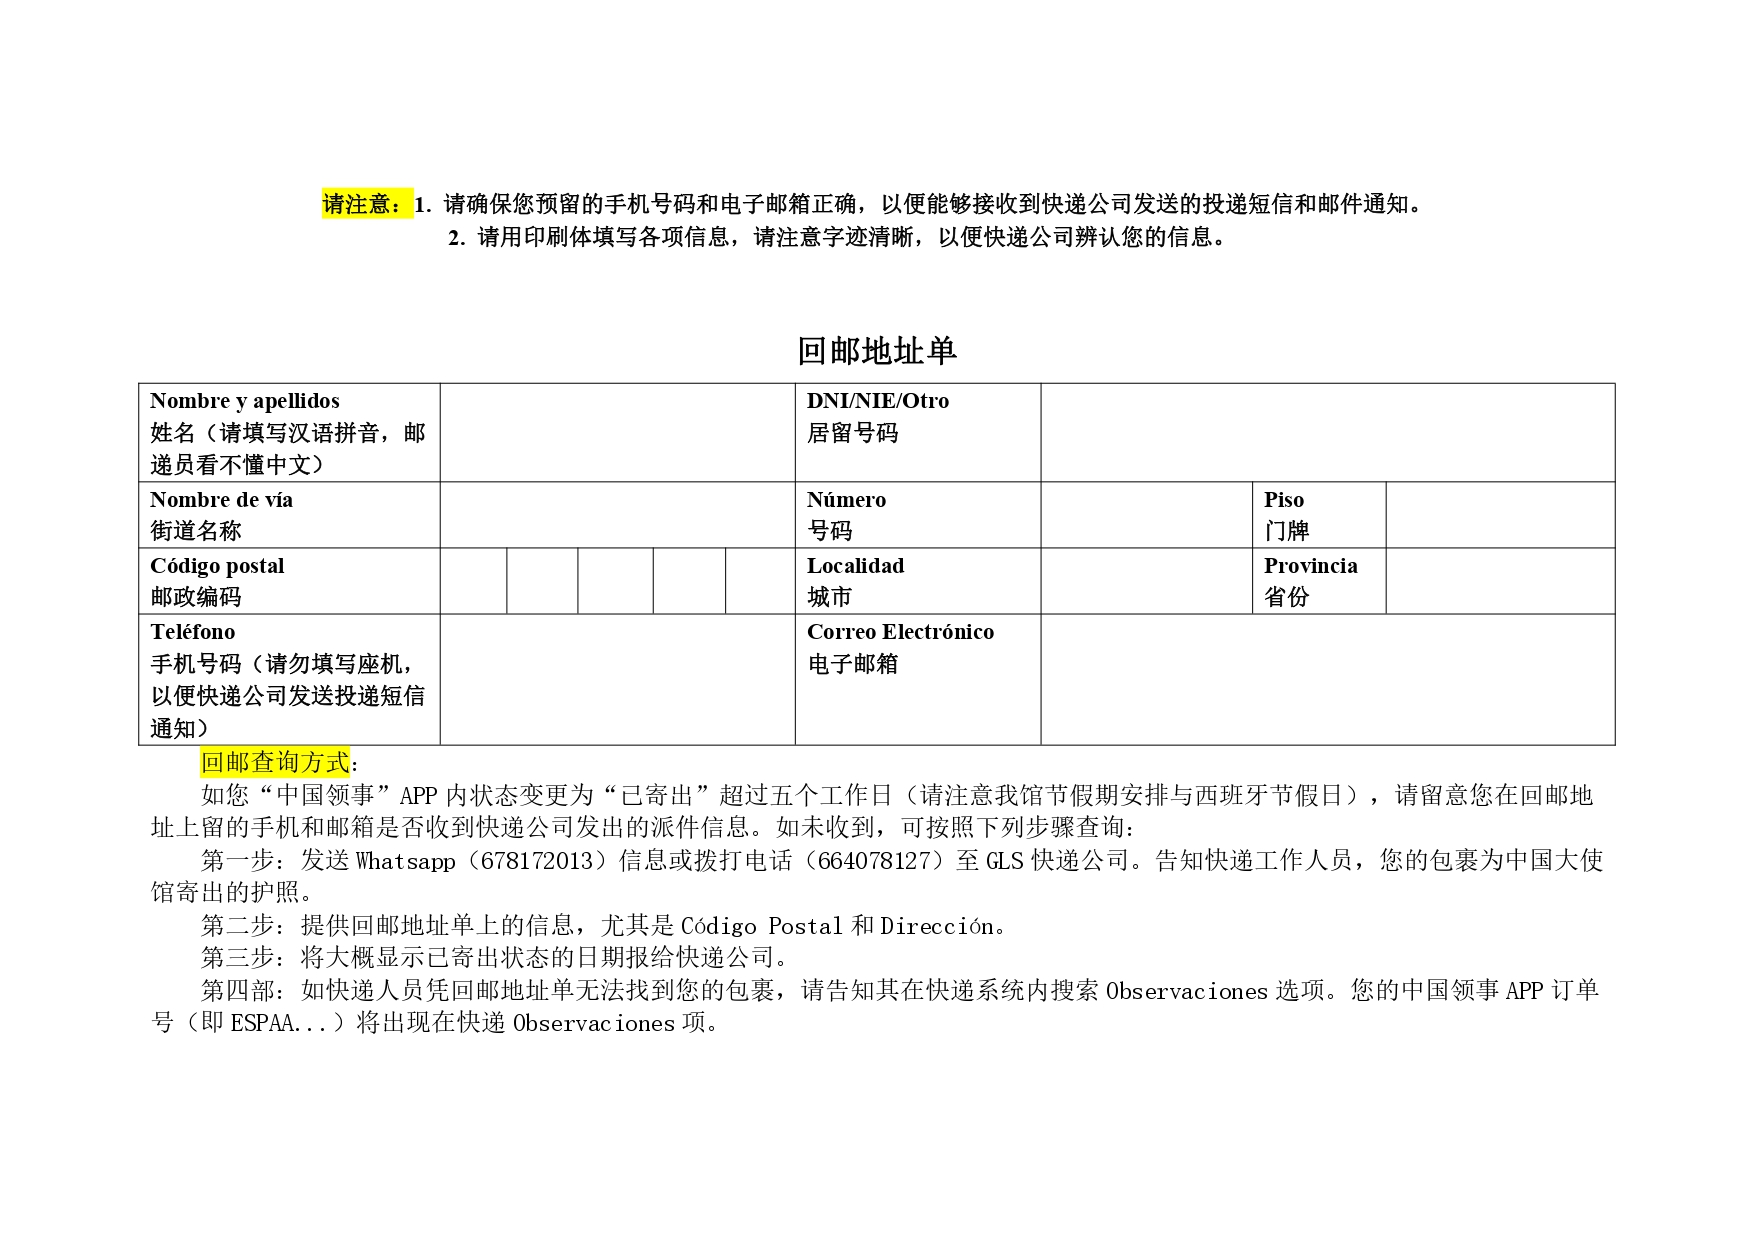 请注意：1. 请确保您预留的手机号码和电子邮箱正确，以便能够接收到快递公司发送的投递短信和邮件通知。
2. 请用印刷体填写各项信息，请注意字迹清晰，以便快递公司辨认您的信息。
回邮地址单
Nombre y apellidos
姓名（请填写汉语拼音，邮
递员看不懂中文）
DNI/NIE/Otro
居留号码
Nombre de vía
街道名称
Número
号码
Piso
门牌
Código postal
邮政编码
Localidad
城市
Provincia
省份
Teléfono
手机号码（请勿填写座机，
以便快递公司发送投递短信
通知）
Correo Electrónico
电子邮箱
回邮查询方式：
如您“中国领事”APP 内状态变更为“已寄出”超过五个工作日（请注意我馆节假期安排与西班牙节假日），请留意您在回邮地
址上留的手机和邮箱是否收到快递公司发出的派件信息。如未收到，可按照下列步骤查询：
第一步：发送 Whatsapp（678172013）信息或拨打电话（664078127）至 GLS 快递公司。告知快递工作人员，您的包裹为中国大使
馆寄出的护照。
第二步：提供回邮地址单上的信息，尤其是 Código Postal 和 Dirección。
第三步：将大概显示已寄出状态的日期报给快递公司。
第四部：如快递人员凭回邮地址单无法找到您的包裹，请告知其在快递系统内搜索 Observaciones 选项。您的中国领事 APP 订单
号（即 ESPAA...）将出现在快递 Observaciones 项。